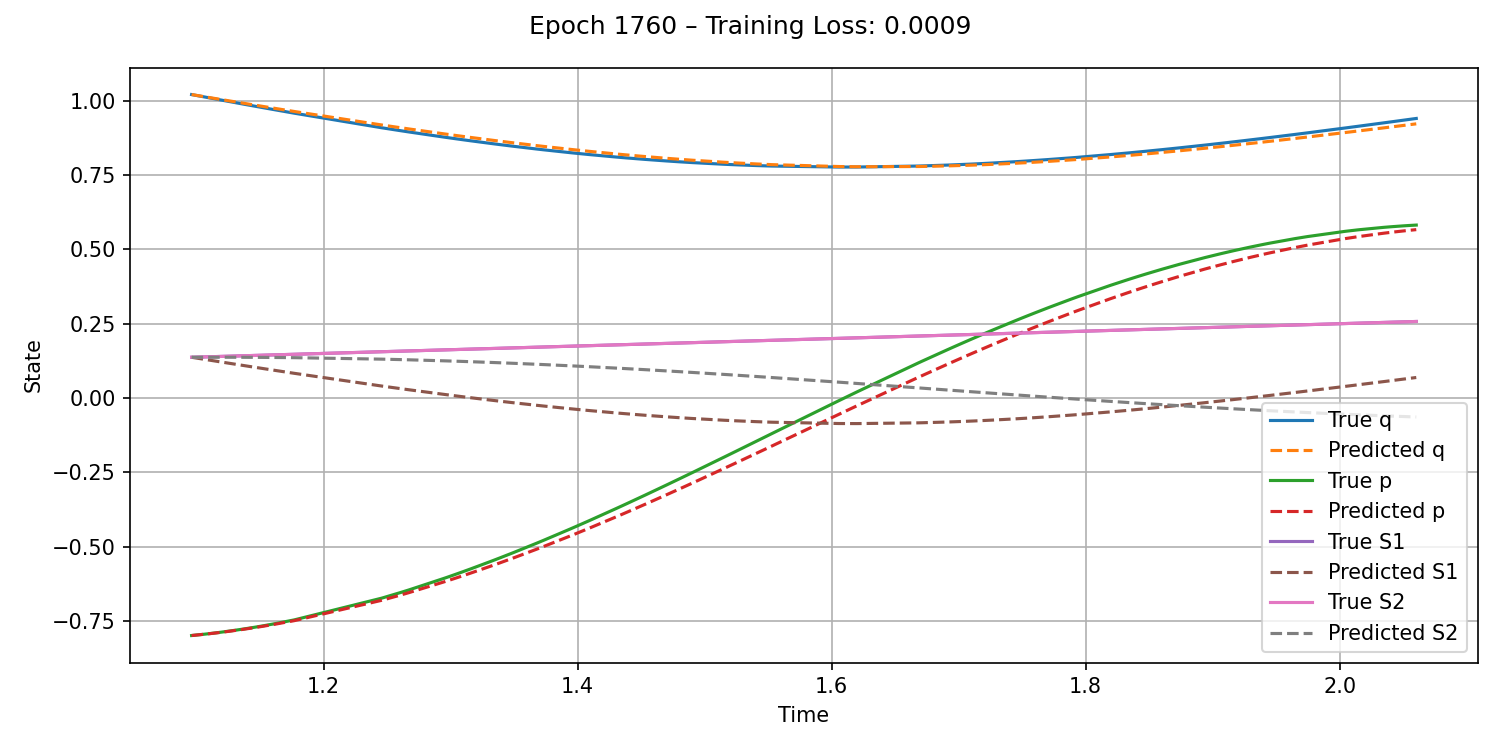 Epoch 1760 – Training Loss: 0.0009
1.00
0.75
0.50
0.25
0.00
−0.25
−0.50
−0.75
State
1.2
1.4
1.6
1.8
2.0
Time
True q
Predicted q
True p
Predicted p
True S1
Predicted S1
True S2
Predicted S2